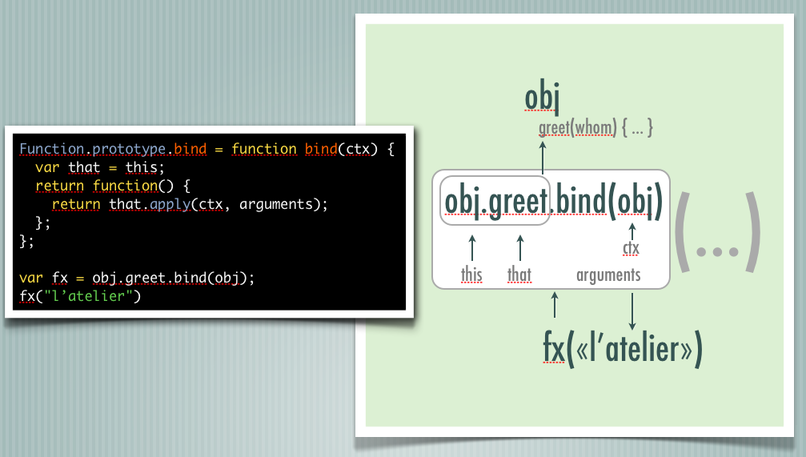 Function.prototype.bind = function bind(ctx) {
var that = this;
return function() {
return that.apply(ctx, arguments);
};
};
var fx = obj.greet.bind(obj);
fx("l’atelier")
obj
greet(whom) { ... }
obj.greet.bind(obj)
(...)
ctx
this that arguments
fx(«l’atelier»)